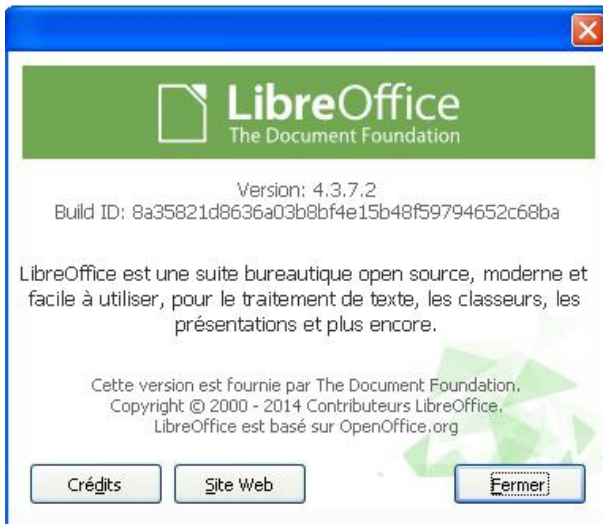 LibreOffice
The Document Foundation
Version: 4.3.7.2
Build ID: 8a35821d8636a03b8bf4e15b48f59794652c68ba
LibreOffice est une suite bureautique open source, moderne et
facile à utiliser, pour le traitement de texte, les classeurs, les
présentations et plus encore.
Cette version est fournie par The Document Foundation.
Copyright © 2000 - 2014 Contributeurs LibreOffice.
LibreOffice est basé sur OpenOffice.org
Crédits Site Web Fermer